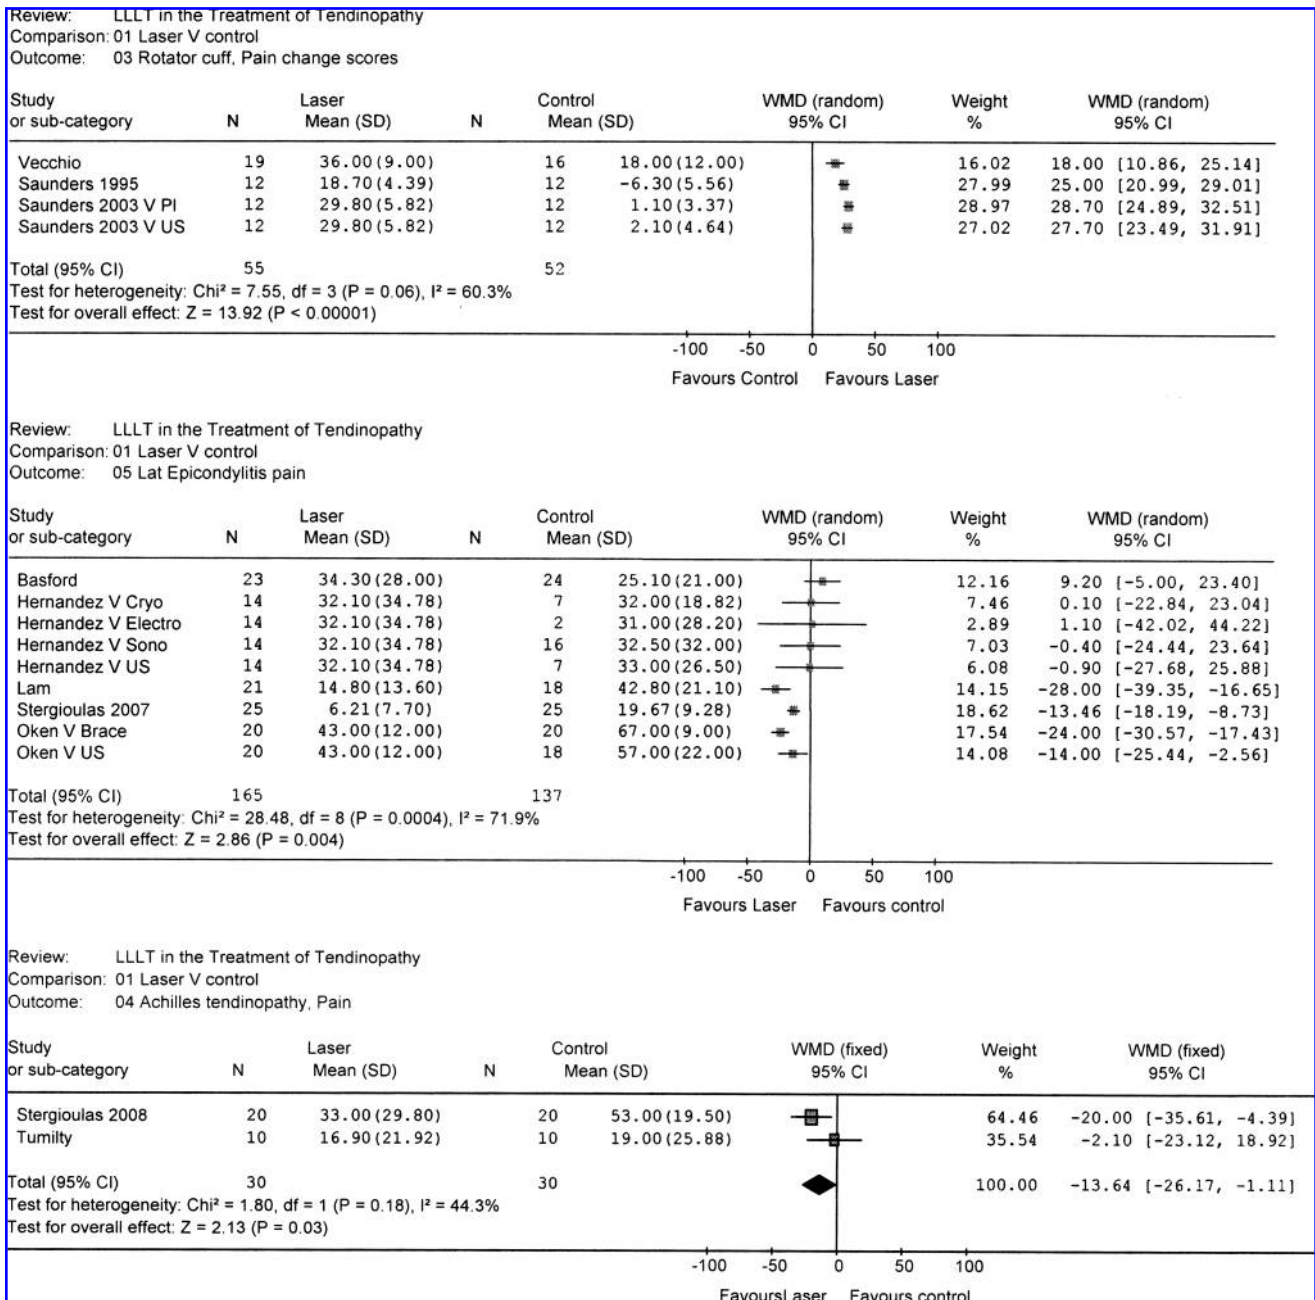 Review: LLLT in the Treatment of Tendinopathy
Comparison: 01 Laser V control
Outcome: 03 Rotator cuff, Pain change scores
Study Laser Control WMD (random) Weight WMD (random)
or sub-category N Mean (SD) N Mean (SD) 95% CI % 95% CI
Vecchio 19 36.00(9.00) 16 18.00(12.00) 16.02 18.00 [10.86, 25.14]
Saunders 1995 12 18.70(4.39) 12 -6.30(5.56) 27.99 25.00 [20.99, 29.01]
Saunders 2003 V Pl 12 29.80(5.82) 12 1.10(3.37) 28.97 28.70 [24.89, 32.51]
Saunders 2003 V US 12 29.80(5.82) 12 2.10(4.64) 27.02 27.70 [23.49, 31.91]
Total (95% CI) 55 52
Test for heterogeneity: Chi² = 7.55, df = 3 (P = 0.06), I² = 60.3%
Test for overall effect: Z = 13.92 (P < 0.00001)
-100 -50 0 50 100
Favours Control Favours Laser
Review: LLLT in the Treatment of Tendinopathy
Comparison: 01 Laser V control
Outcome: 05 Lat Epicondylitis pain
Study Laser Control WMD (random) Weight WMD (random)
or sub-category N Mean (SD) N Mean (SD) 95% CI % 95% CI
Basford 23 34.30(28.00) 24 25.10(21.00) 12.16 9.20 [-5.00, 23.40]
Hernandez V Cryo 14 32.10(34.78) 7 32.00(18.82) 7.46 0.10 [-22.84, 23.04]
Hernandez V Electro 14 32.10(34.78) 2 31.00(28.20) 2.89 1.10 [-42.02, 44.22]
Hernandez V Sono 14 32.10(34.78) 16 32.50(32.00) 7.03 -0.40 [-24.44, 23.64]
Hernandez V US 14 32.10(34.78) 7 33.00(26.50) 6.08 -0.90 [-27.68, 25.88]
Lam 21 14.80(13.60) 18 42.80(21.10) 14.15 -28.00 [-39.35, -16.65]
Stergioulas 2007 25 6.21(7.70) 25 19.67(9.28) 18.62 -13.46 [-18.19, -8.73]
Oken V Brace 20 43.00(12.00) 20 67.00(9.00) 17.54 -24.00 [-30.57, -17.43]
Oken V US 20 43.00(12.00) 18 57.00(22.00) 14.08 -14.00 [-25.44, -2.56]
Total (95% CI) 165 137
Test for heterogeneity: Chi² = 28.48, df = 8 (P = 0.0004), I² = 71.9%
Test for overall effect: Z = 2.86 (P = 0.004)
-100 -50 0 50 100
Favours Laser Favours control
Review: LLLT in the Treatment of Tendinopathy
Comparison: 01 Laser V control
Outcome: 04 Achilles tendinopathy, Pain
Study Laser Control WMD (fixed) Weight WMD (fixed)
or sub-category N Mean (SD) N Mean (SD) 95% CI % 95% CI
Stergioulas 2008 20 33.00(29.80) 20 53.00(19.50) 64.46 -20.00 [-35.61, -4.39]
Tumilty 10 16.90(21.92) 10 19.00(25.88) 35.54 -2.10 [-23.12, 18.92]
Total (95% CI) 30 30 100.00 -13.64 [-26.17, -1.11]
Test for heterogeneity: Chi² = 1.80, df = 1 (P = 0.18), I² = 44.3%
Test for overall effect: Z = 2.13 (P = 0.03)
-100 -50 0 50 100
FavoursLaser Favours control